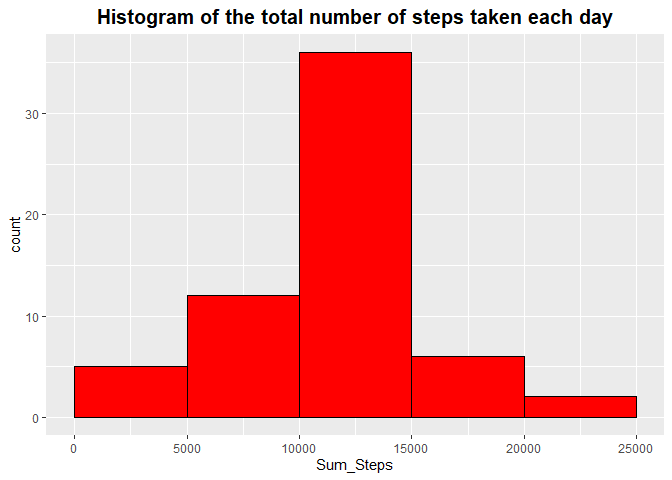 Histogram of the total number of steps taken each day
count
30
20
10
0
0 5000 10000 15000 20000 25000
Sum_Steps